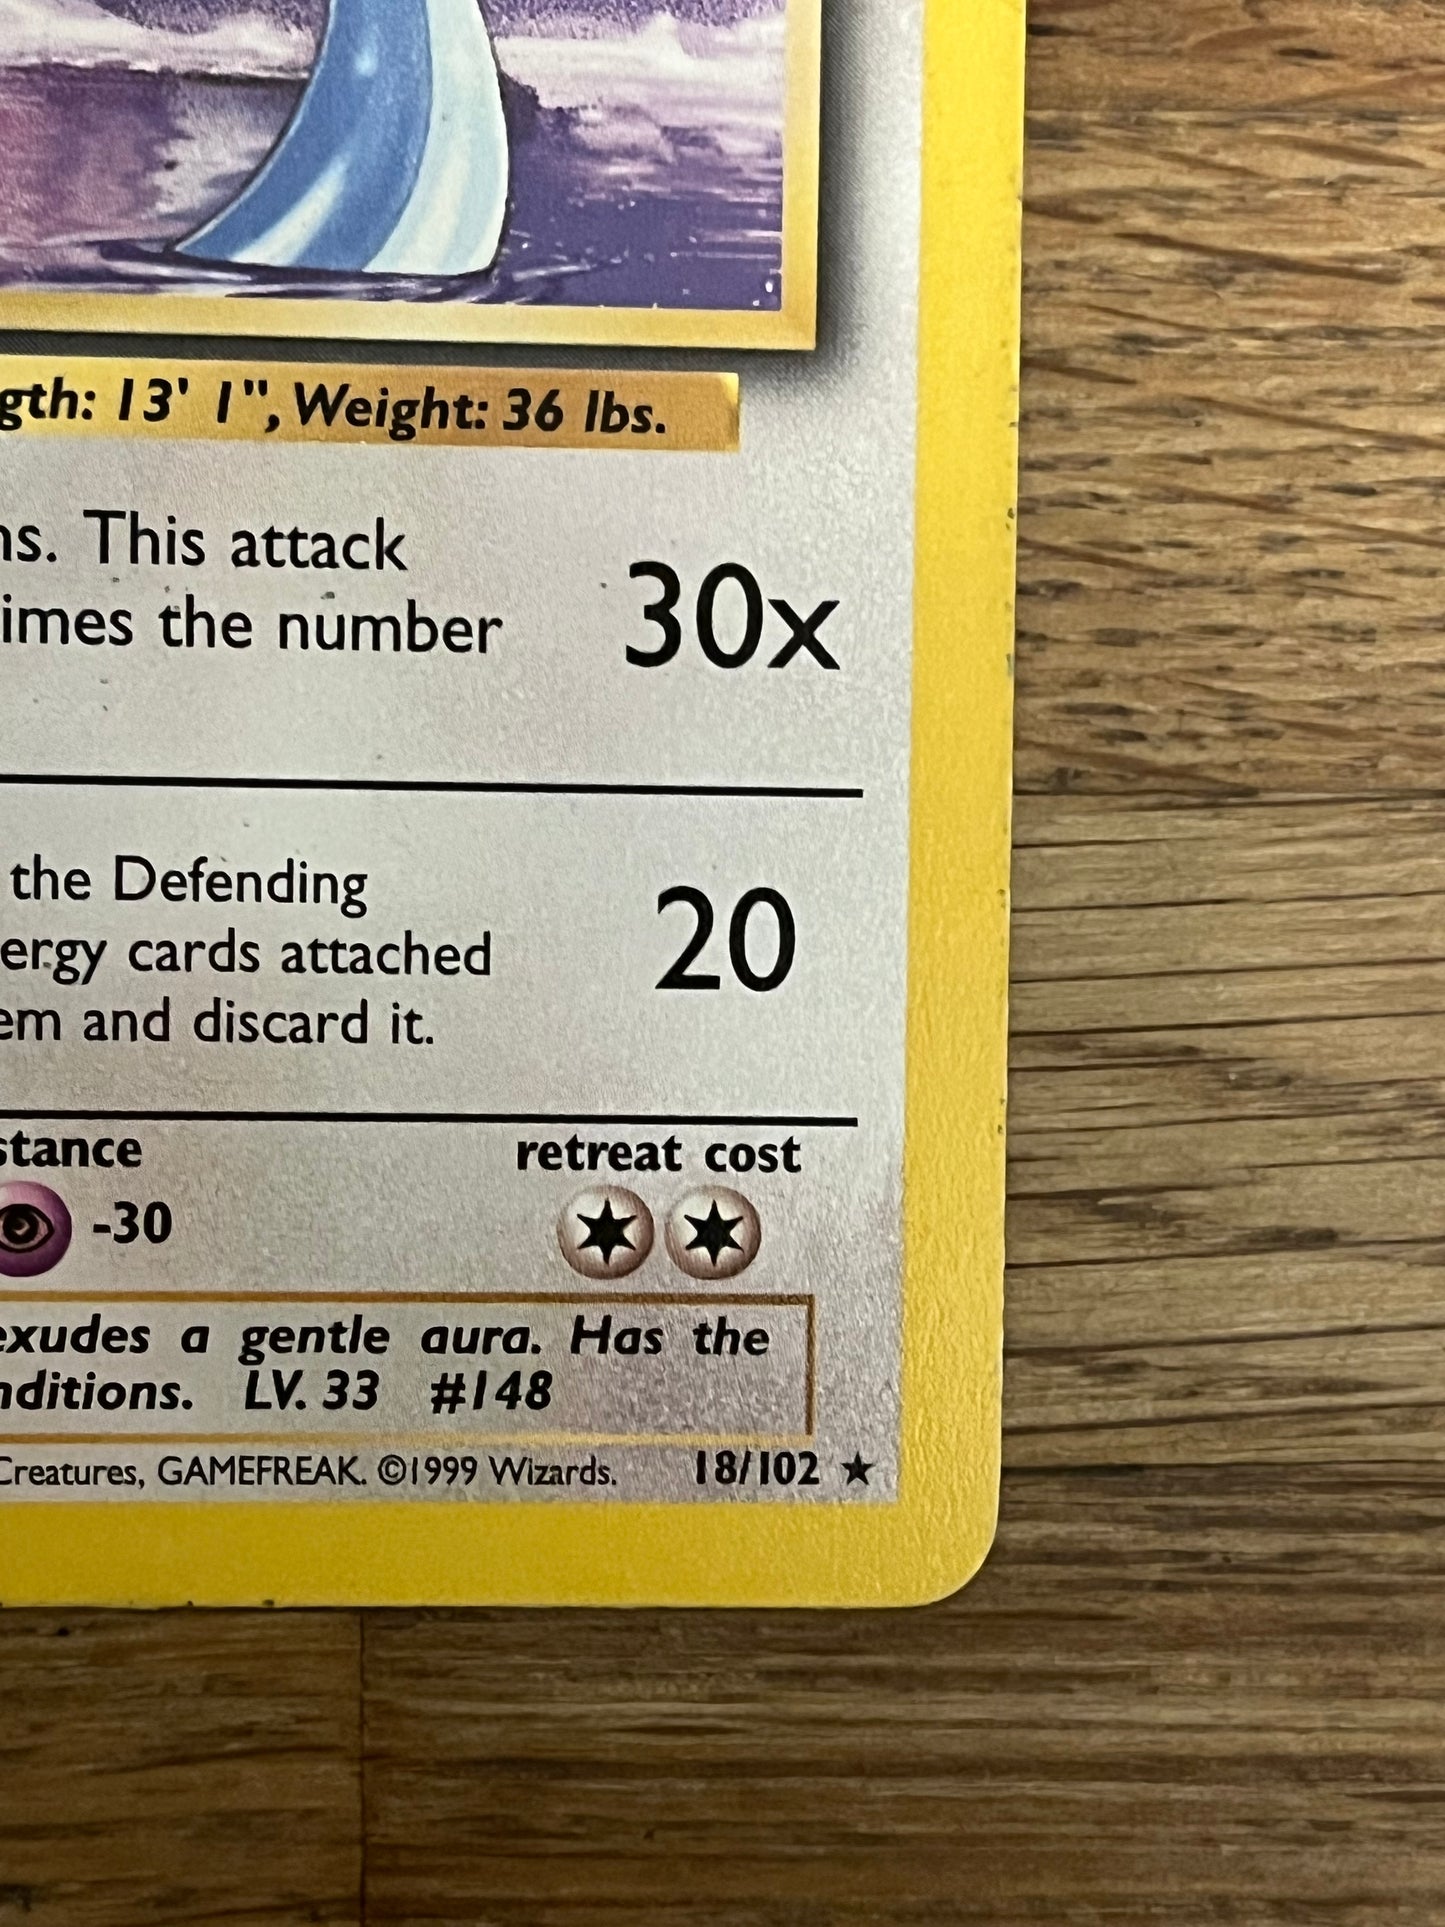 gth: 13' 1", Weight: 36 lbs.
ns. This attack
imes the number
30x
the Defending
ergy cards attached
em and discard it.
20
stance
-30
retreat cost
exudes a gentle aura. Has the
nditions. LV. 33 #148
Creatures, GAMEFREAK. ©1999 Wizards. 18/102 ★